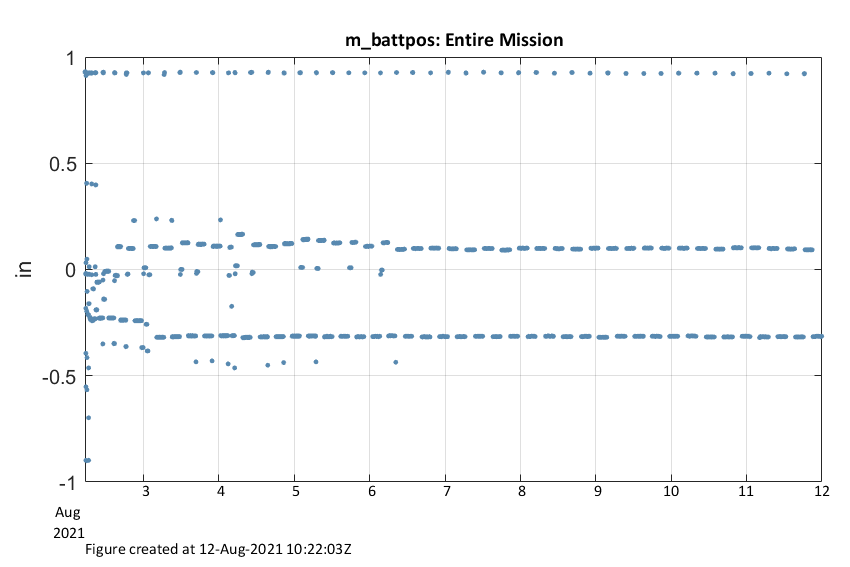 m_battpos: Entire Mission
1
0.5
0
-0.5
-1
in
3 4 5 6 7 8 9 10 11 12
Aug
2021
Figure created at 12-Aug-2021 10:22:03Z